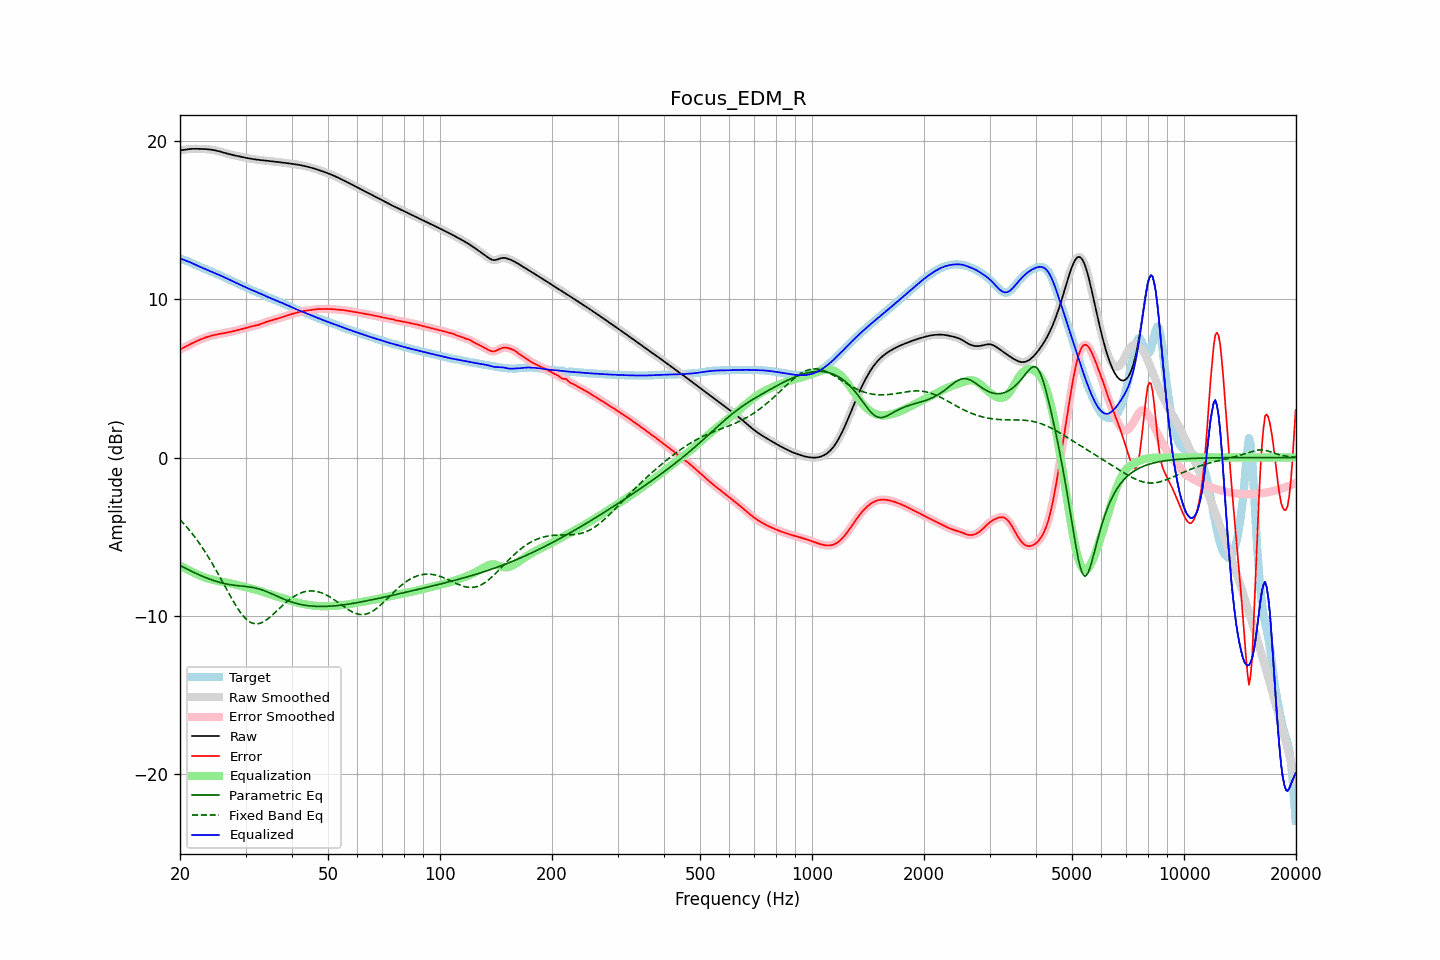 Focus_EDM_R
Amplitude (dBr)
20
10
0
−10
−20
Target
Raw Smoothed
Error Smoothed
Raw
Error
Equalization
Parametric Eq
Fixed Band Eq
Equalized
20 50 100 200 500 1000 2000 5000 10000 20000
Frequency (Hz)